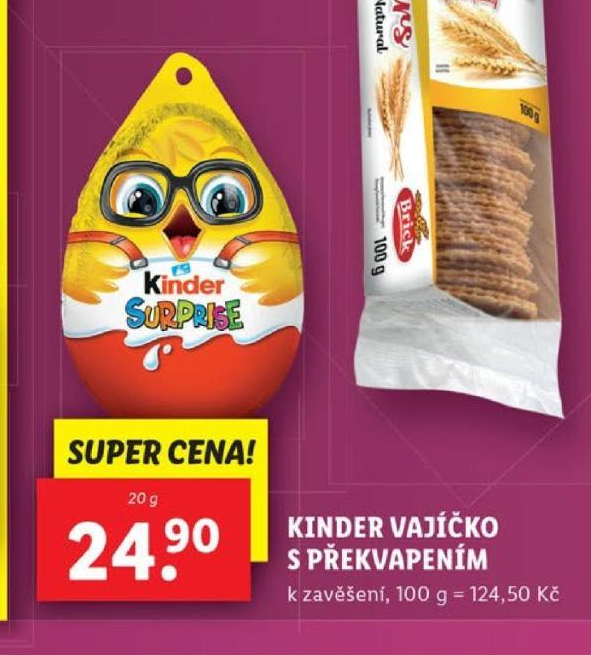 Natural
100 g
Brick
100 g
kinder
SURPRISE
SUPER CENA!
20 g
24.90
KINDER VAJÍČKO
S PŘEKVAPENÍM
k zavěšení, 100 g = 124,50 Kč